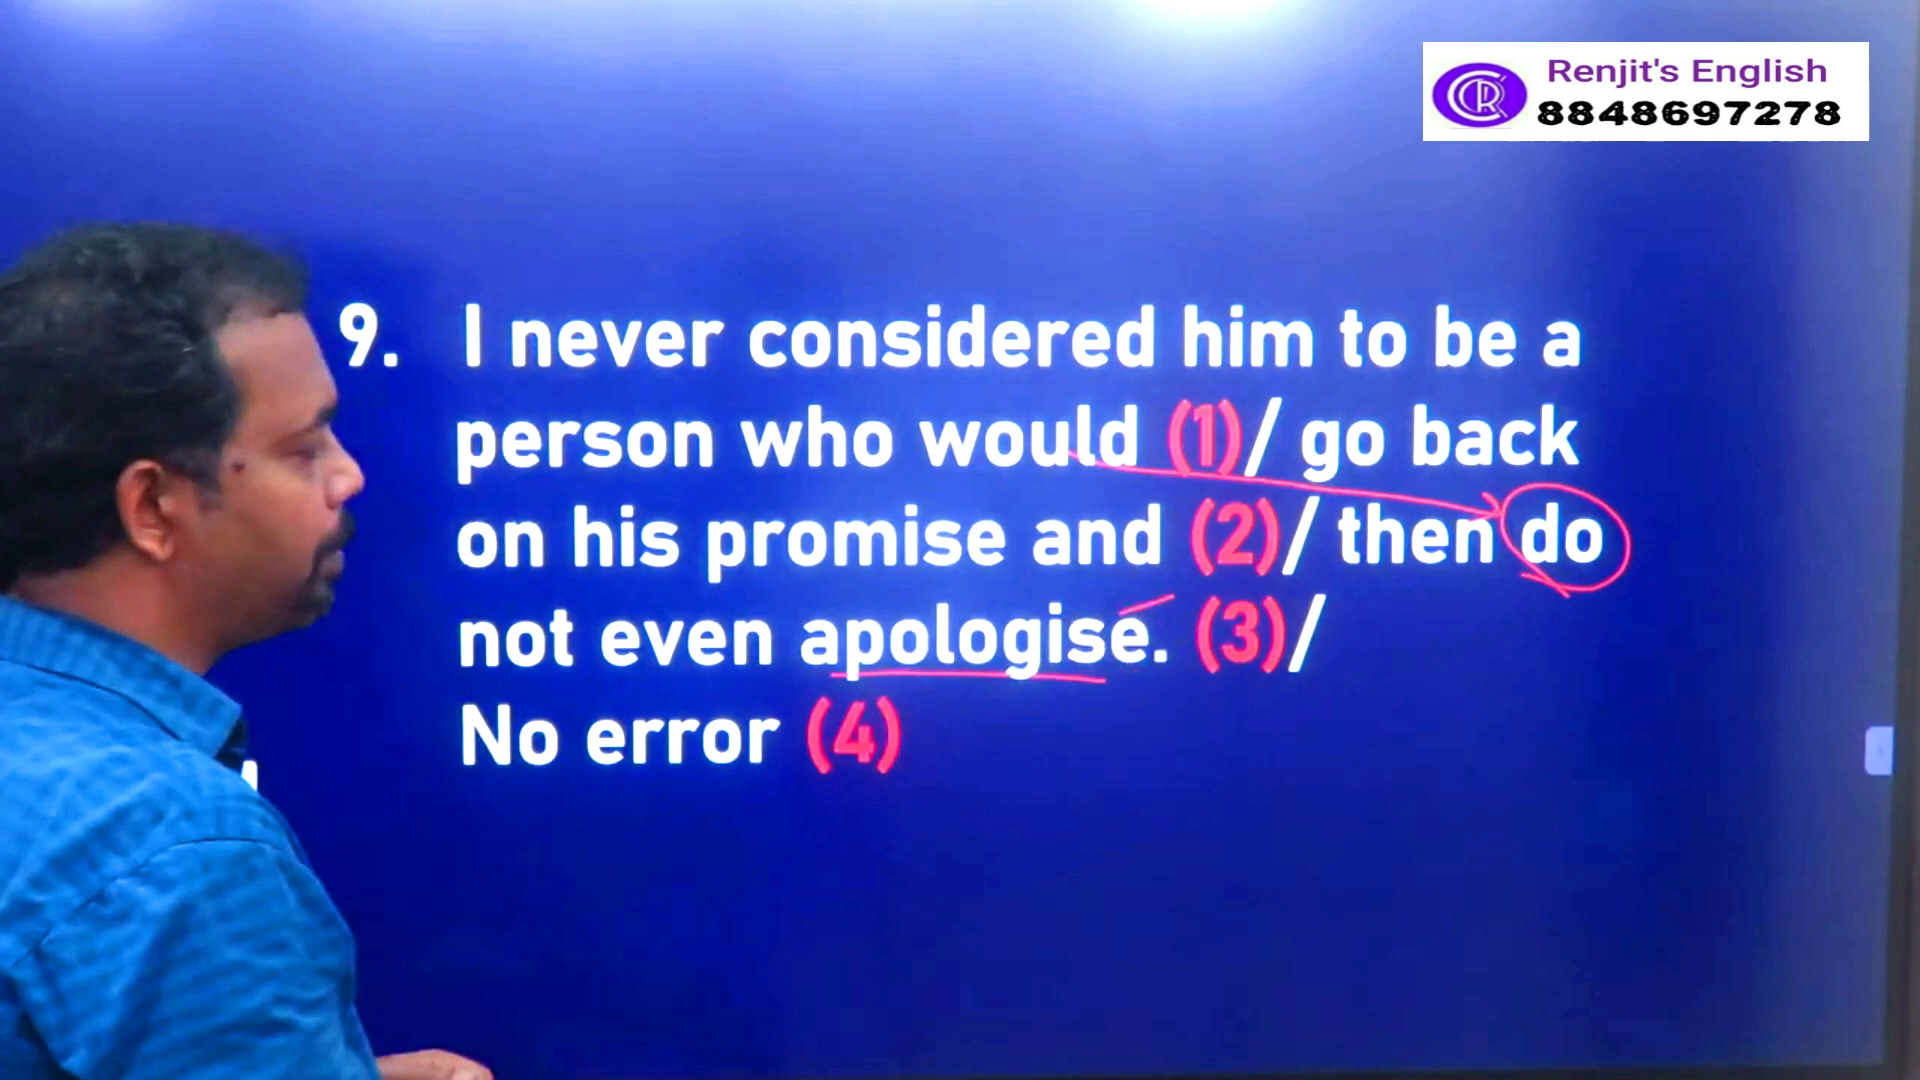 Renjit's English
8848697278
9. I never considered him to be a
person who would (1)/ go back
on his promise and (2)/ then do
not even apologise. (3)/
No error (4)